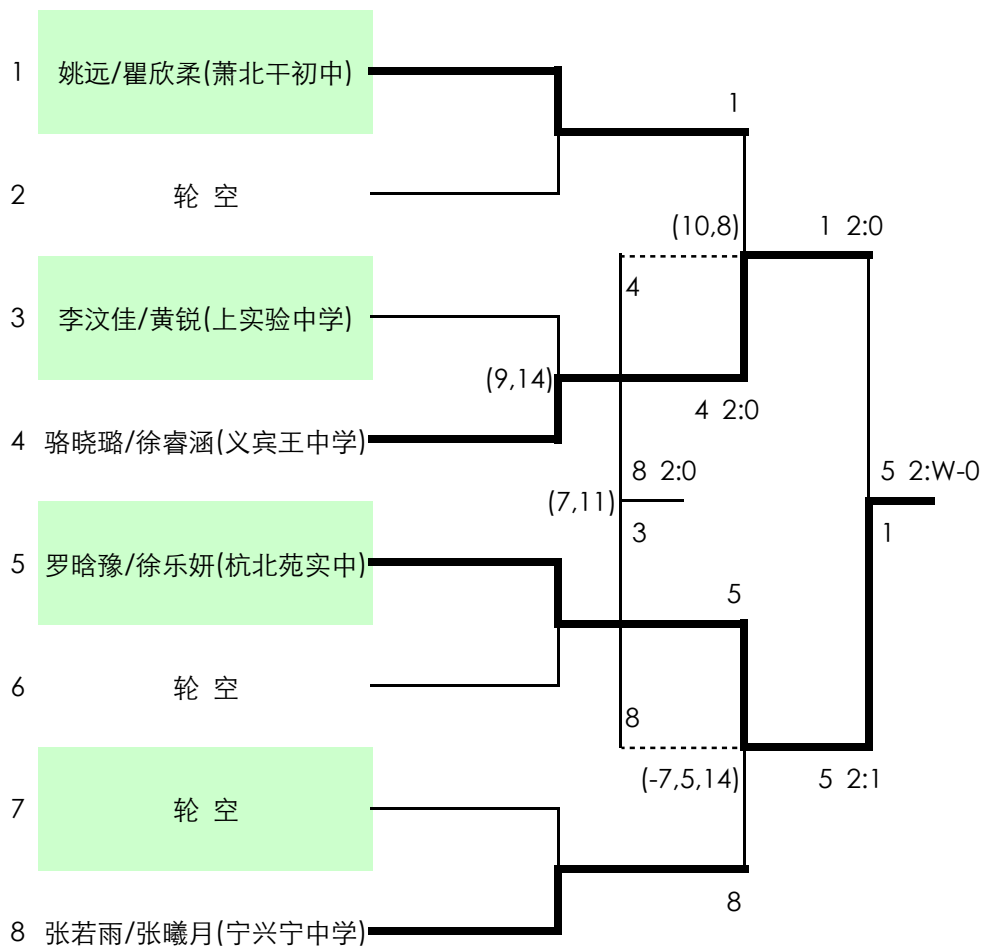 1 姚远/瞿欣柔(萧北干初中)
1
2 轮 空
(10,8) 1 2:0
4
3 李汶佳/黄锐(上实验中学)
(9,14)
4 2:0
4 骆晓璐/徐睿涵(义宾王中学)
8 2:0 5 2:W-0
(7,11)
3 1
5 罗晗豫/徐乐妍(杭北苑实中)
5
6 轮 空
8
(-7,5,14) 5 2:1
7 轮 空
8
8 张若雨/张曦月(宁兴宁中学)